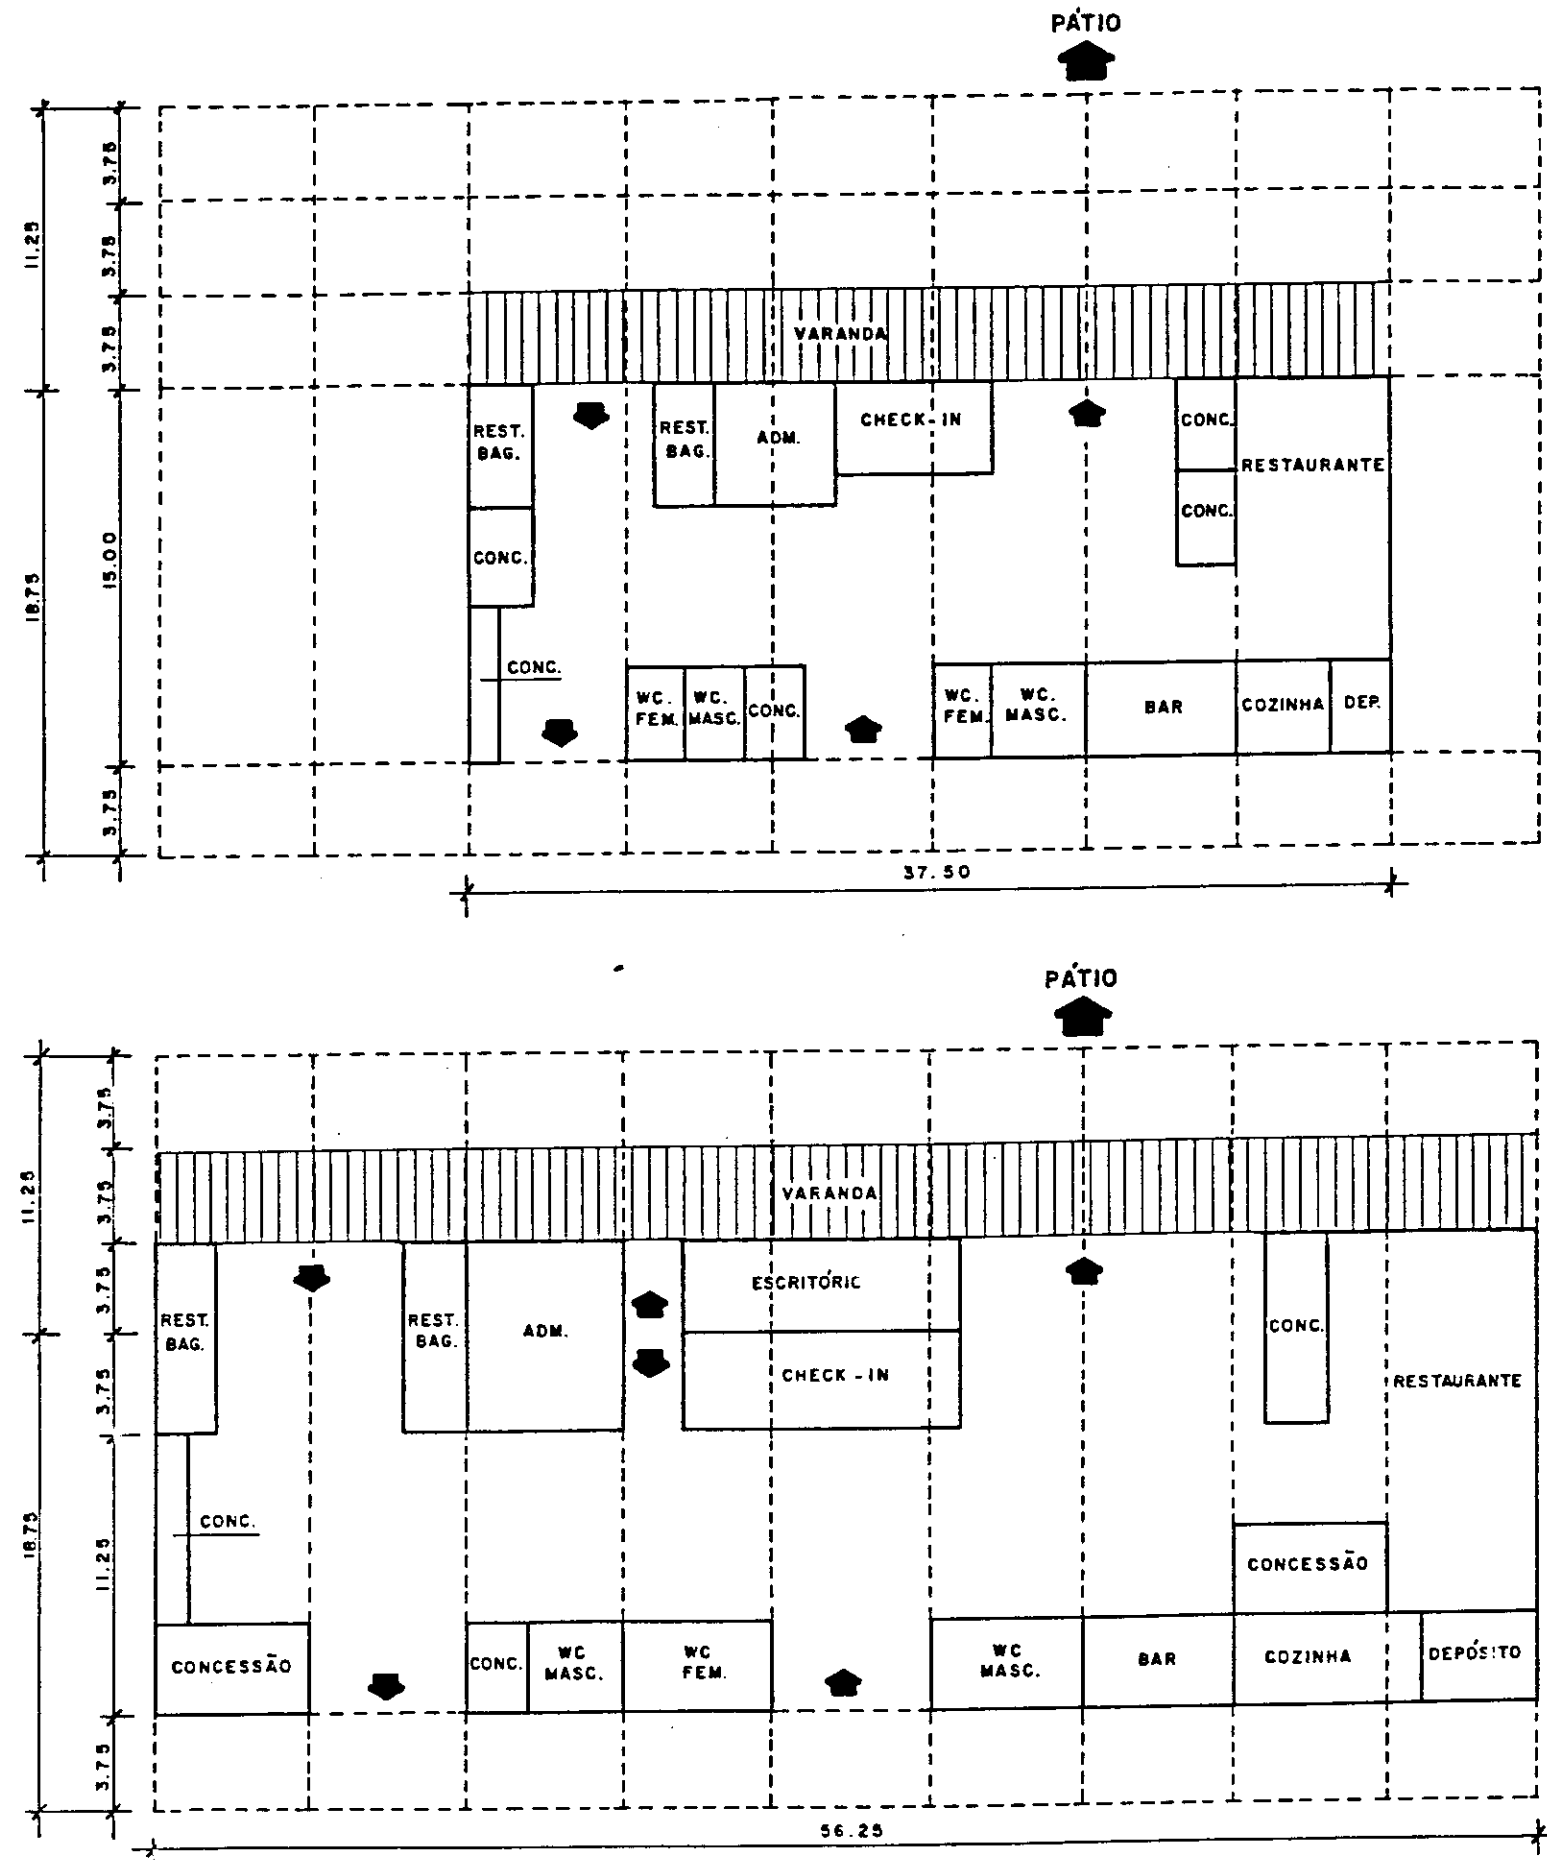 PÁTIO
3.75
11.25
3.75
3.75
VARANDA
REST.
BAG.
REST.
BAG.
ADM.
CHECK-IN
CONC.
RESTAURANTE
CONC.
CONC.
15.00
18.75
CONC.
WC.
FEM.
WC.
MASC.
CONC.
WC.
FEM.
WC.
MASC.
BAR
COZINHA
DEP.
3.75
37.50
PÁTIO
3.75
11.25
3.75
VARANDA
3.75
ESCRITÓRIO
REST.
BAG.
REST.
BAG.
ADM.
CONC.
3.75
CHECK-IN
RESTAURANTE
CONC.
18.75
11.25
CONCESSÃO
CONCESSÃO
CONC.
WC
MASC.
WC
FEM.
WC
MASC.
BAR
COZINHA
DEPÓSITO
3.75
56.25